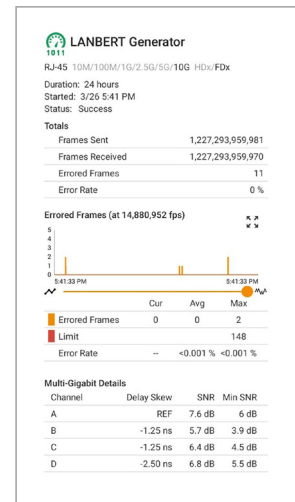 LANBERT Generator
1011
RJ-45 10M/100M/1G/2.5G/5G/10G HDx/FDx
Duration: 24 hours
Started: 3/26 5:41 PM
Status: Success
Totals
Frames Sent 1,227,293,959,981
Frames Received 1,227,293,959,970
Errored Frames 11
Error Rate 0 %
Errored Frames (at 14,880,952 fps)
5
4
3
2
1
0
5:41:33 PM 5:41:33 PM
Cur Avg Max
Errored Frames 0 0 2
Limit 148
Error Rate -- <0.001 % <0.001 %
Multi-Gigabit Details
Channel Delay Skew SNR Min SNR
A REF 7.6 dB 6 dB
B -1.25 ns 5.7 dB 3.9 dB
C -1.25 ns 6.4 dB 4.5 dB
D -2.50 ns 6.8 dB 5.5 dB